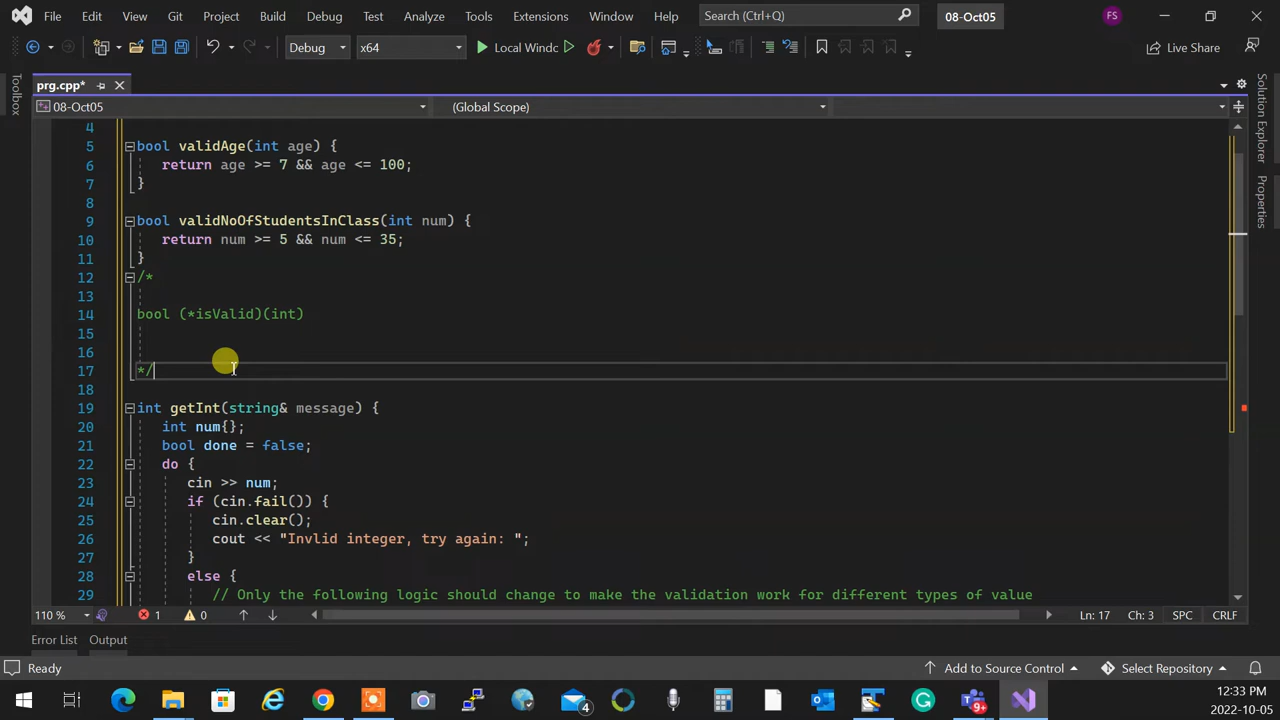 File Edit View Git Project Build Debug Test Analyze Tools Extensions Window Help Search (Ctrl+Q) 08-Oct05 FS
Debug x64 Local Windc Live Share
prg.cpp*
08-Oct05 (Global Scope)
Toolbox
Solution Explorer
Properties
4
5 bool validAge(int age) {
6 return age >= 7 && age <= 100;
7 }
8
9 bool validNoOfStudentsInClass(int num) {
10 return num >= 5 && num <= 35;
11 }
12 /*
13
14 bool (*isValid)(int)
15
16
17 */
18
19 int getInt(string& message) {
20 int num{};
21 bool done = false;
22 do {
23 cin >> num;
24 if (cin.fail()) {
25 cin.clear();
26 cout << "Invlid integer, try again: ";
27 }
28 else {
29 // Only the following logic should change to make the validation work for different types of value
110 % 1 0 Ln: 17 Ch: 3 SPC CRLF
Error List Output
Ready Add to Source Control Select Repository
4 9+ 12:33 PM
2022-10-05